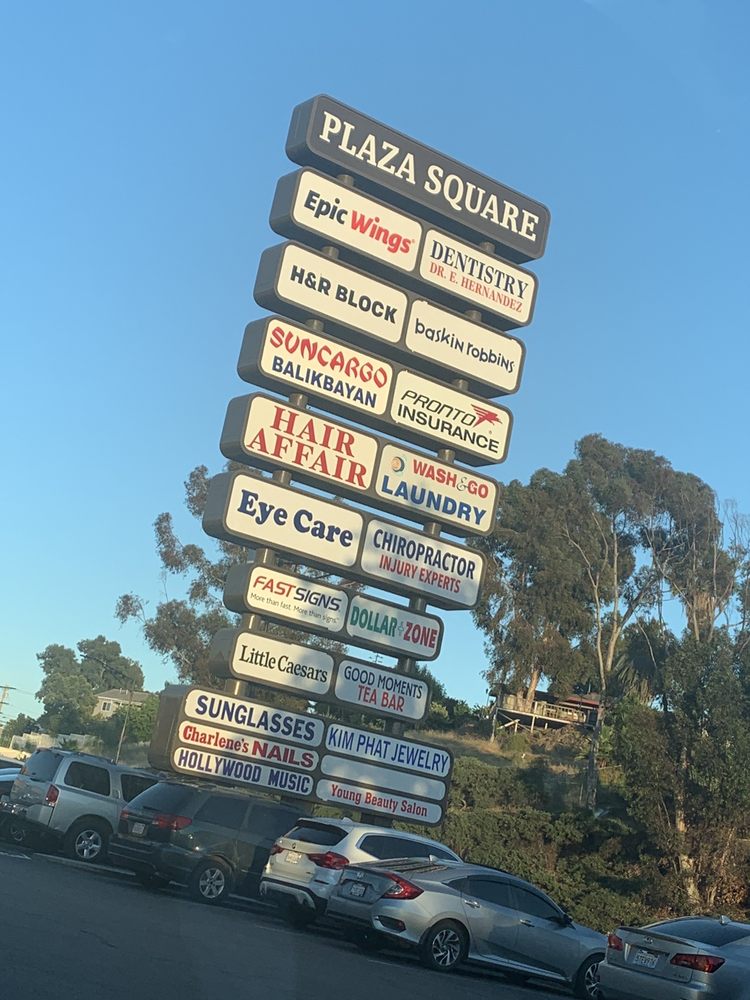 PLAZA SQUARE
Epic Wings
DENTISTRY
DR. E. HERNANDEZ
H&R BLOCK
baskin robbins
SUNCARGO
BALIKBAYAN
PRONTO
INSURANCE
HAIR
AFFAIR
WASH & GO
LAUNDRY
Eye Care
CHIROPRACTOR
INJURY EXPERTS
FASTSIGNS
More than fast. More than signs.
DOLLAR ZONE
Little Caesars
GOOD MOMENTS
TEA BAR
SUNGLASSES
Charlene's NAILS
HOLLYWOOD MUSIC
KIM PHAT JEWELRY
Young Beauty Salon